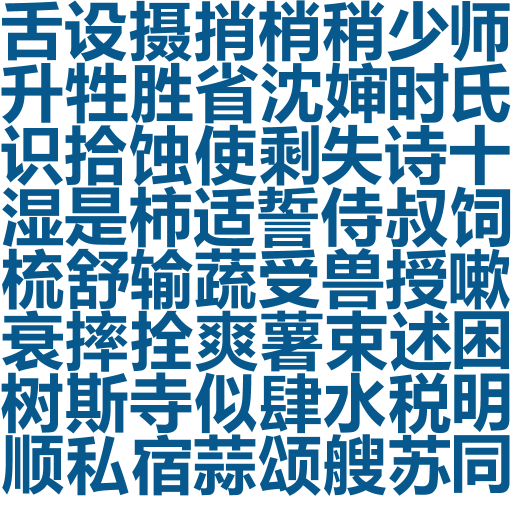 舌设摄捎梢稍少师
升牲胜省沈婶时氏
识拾蚀使剩失诗十
湿是柿适誓侍叔饲
梳舒输蔬受兽授嗽
衰摔拴爽薯束述困
树斯寺似肆水税明
顺私宿蒜颂艘苏同